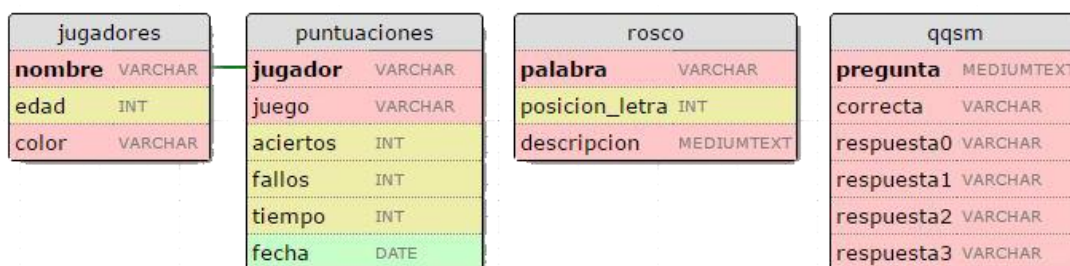 jugadores
nombre VARCHAR
edad INT
color VARCHAR
puntuaciones
jugador VARCHAR
juego VARCHAR
aciertos INT
fallos INT
tiempo INT
fecha DATE
rosco
palabra VARCHAR
posicion_letra INT
descripcion MEDIUMTEXT
qqsm
pregunta MEDIUMTEXT
correcta VARCHAR
respuesta0 VARCHAR
respuesta1 VARCHAR
respuesta2 VARCHAR
respuesta3 VARCHAR